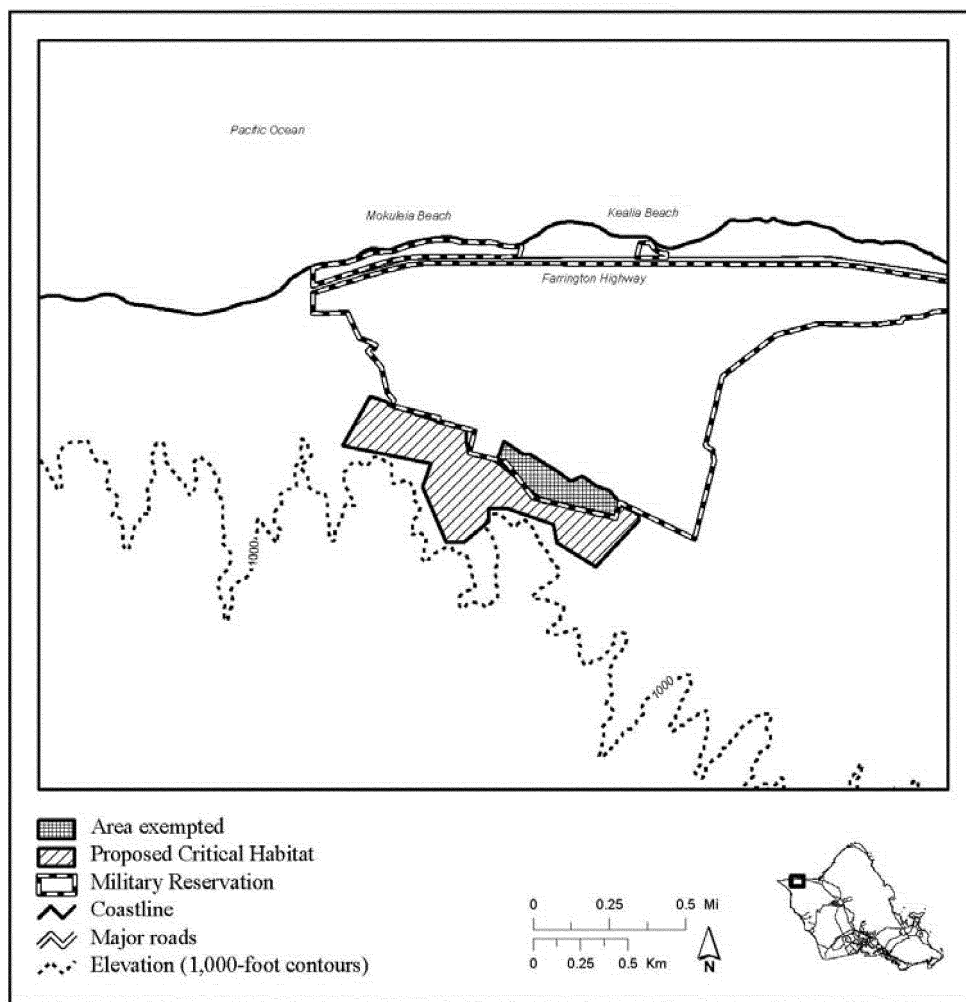 Pacific Ocean
Mokuleia Beach
Kealia Beach
Farrington Highway
1000
1000
Area exempted
Proposed Critical Habitat
Military Reservation
Coastline
Major roads
Elevation (1,000-foot contours)
0 0.25 0.5 Mi
0 0.25 0.5 Km
N